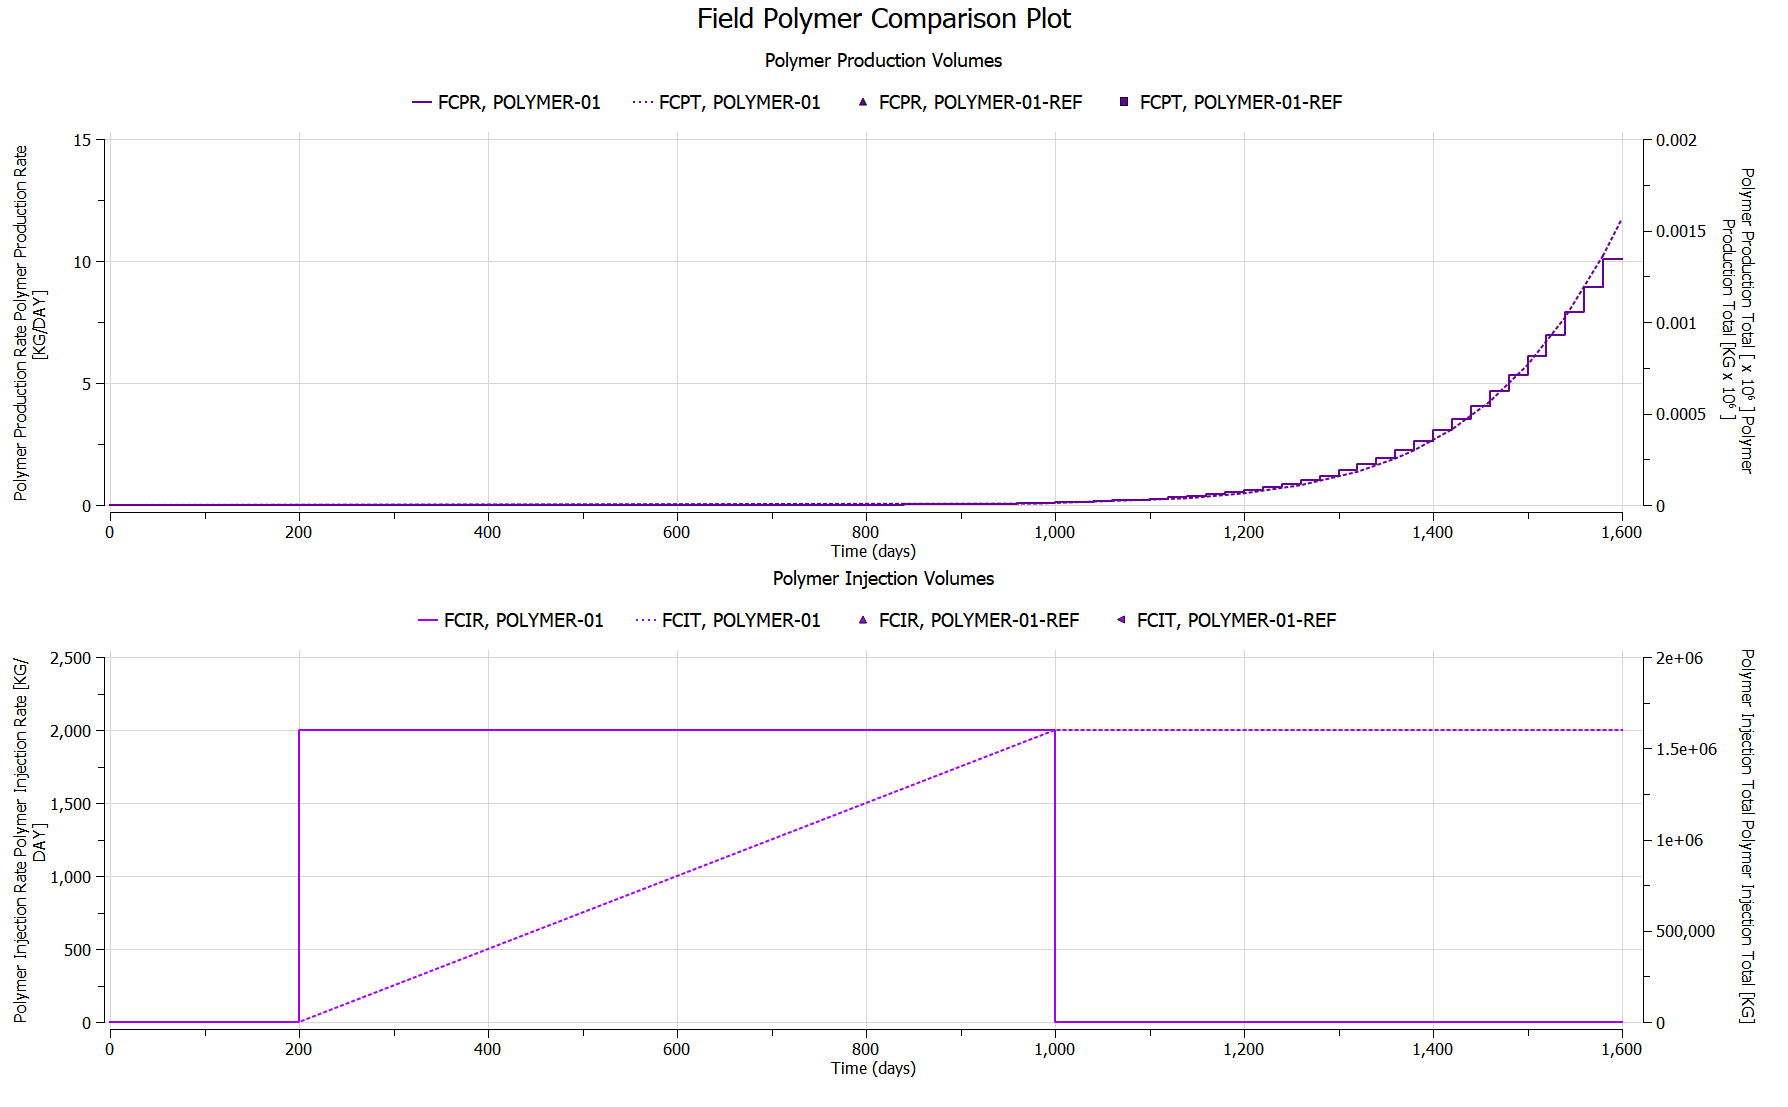 Field Polymer Comparison Plot
Polymer Production Volumes
FCPR, POLYMER-01 FCPT, POLYMER-01 FCPR, POLYMER-01-REF FCPT, POLYMER-01-REF
Polymer Production Rate Polymer Production Rate
[KG/DAY]
15
10
5
0
0.002
0.0015
0.001
0.0005
0
Polymer Production Total [ x 10⁶ ] Polymer
Production Total [KG x 10⁶ ]
0 200 400 600 800 1,000 1,200 1,400 1,600
Time (days)
Polymer Injection Volumes
FCIR, POLYMER-01 FCIT, POLYMER-01 FCIR, POLYMER-01-REF FCIT, POLYMER-01-REF
Polymer Injection Rate Polymer Injection Rate [KG/
DAY]
2,500
2,000
1,500
1,000
500
0
2e+06
1.5e+06
1e+06
500,000
0
Polymer Injection Total Polymer Injection Total [KG]
0 200 400 600 800 1,000 1,200 1,400 1,600
Time (days)